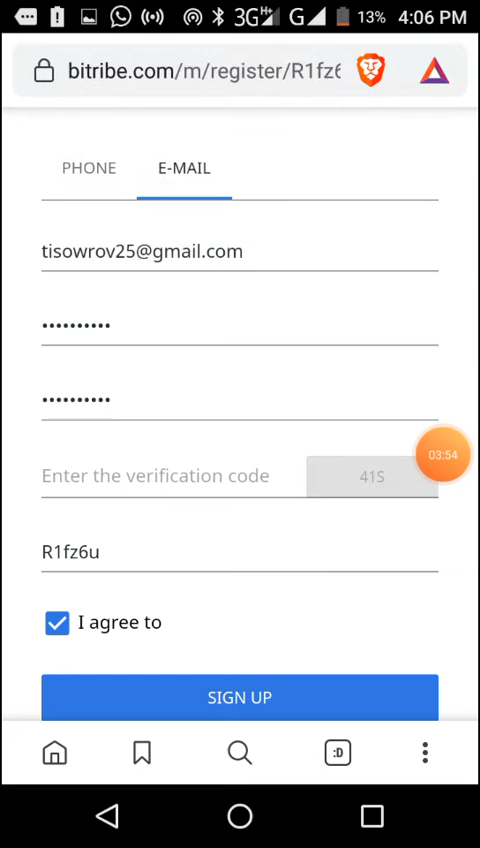 3G H+ G 13% 4:06 PM
bitribe.com/m/register/R1fz6
PHONE E-MAIL
tisowrov25@gmail.com
••••••••••
••••••••••
Enter the verification code 41S
03:54
R1fz6u
I agree to
SIGN UP
:D